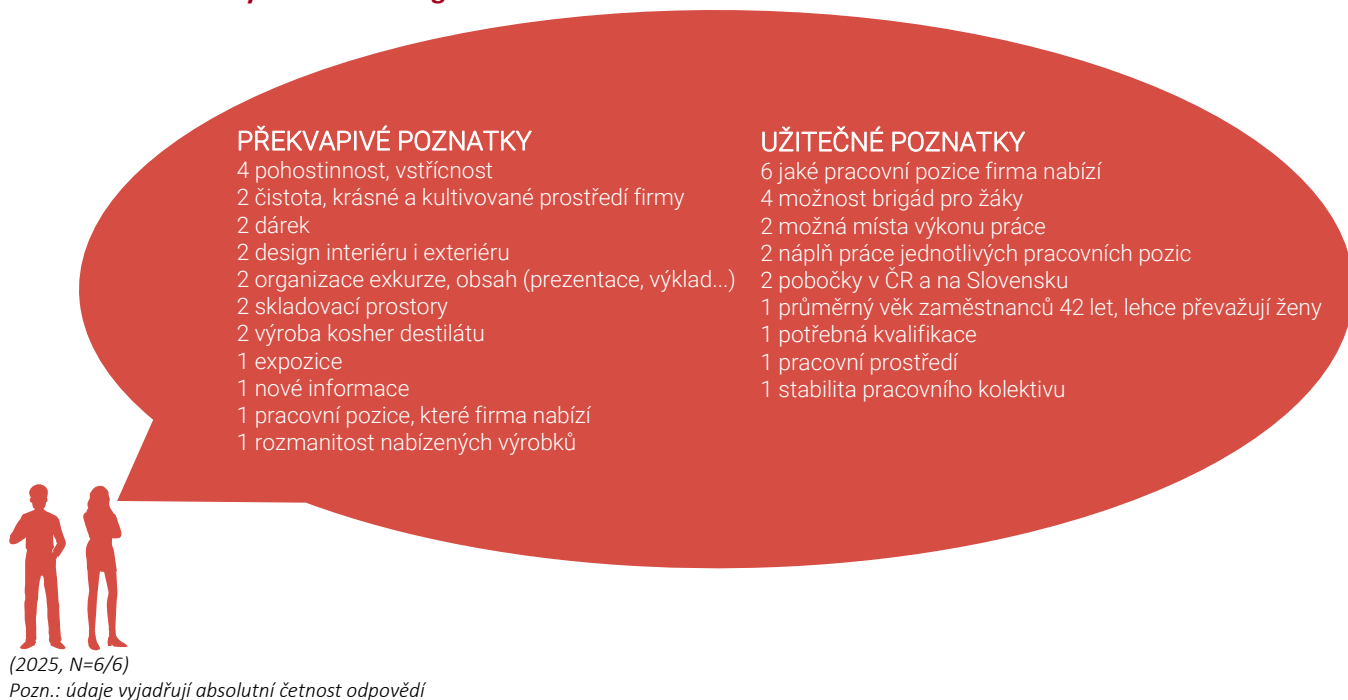 PŘEKVAPIVÉ POZNATKY
4 pohostinnost, vstřícnost
2 čistota, krásné a kultivované prostředí firmy
2 dárek
2 design interiéru i exteriéru
2 organizace exkurze, obsah (prezentace, výklad...)
2 skladovací prostory
2 výroba kosher destilátu
1 expozice
1 nové informace
1 pracovní pozice, které firma nabízí
1 rozmanitost nabízených výrobků
UŽITEČNÉ POZNATKY
6 jaké pracovní pozice firma nabízí
4 možnost brigád pro žáky
2 možná místa výkonu práce
2 náplň práce jednotlivých pracovních pozic
2 pobočky v ČR a na Slovensku
1 průměrný věk zaměstnanců 42 let, lehce převažují ženy
1 potřebná kvalifikace
1 pracovní prostředí
1 stabilita pracovního kolektivu
(2025, N=6/6)
Pozn.: údaje vyjadřují absolutní četnost odpovědí